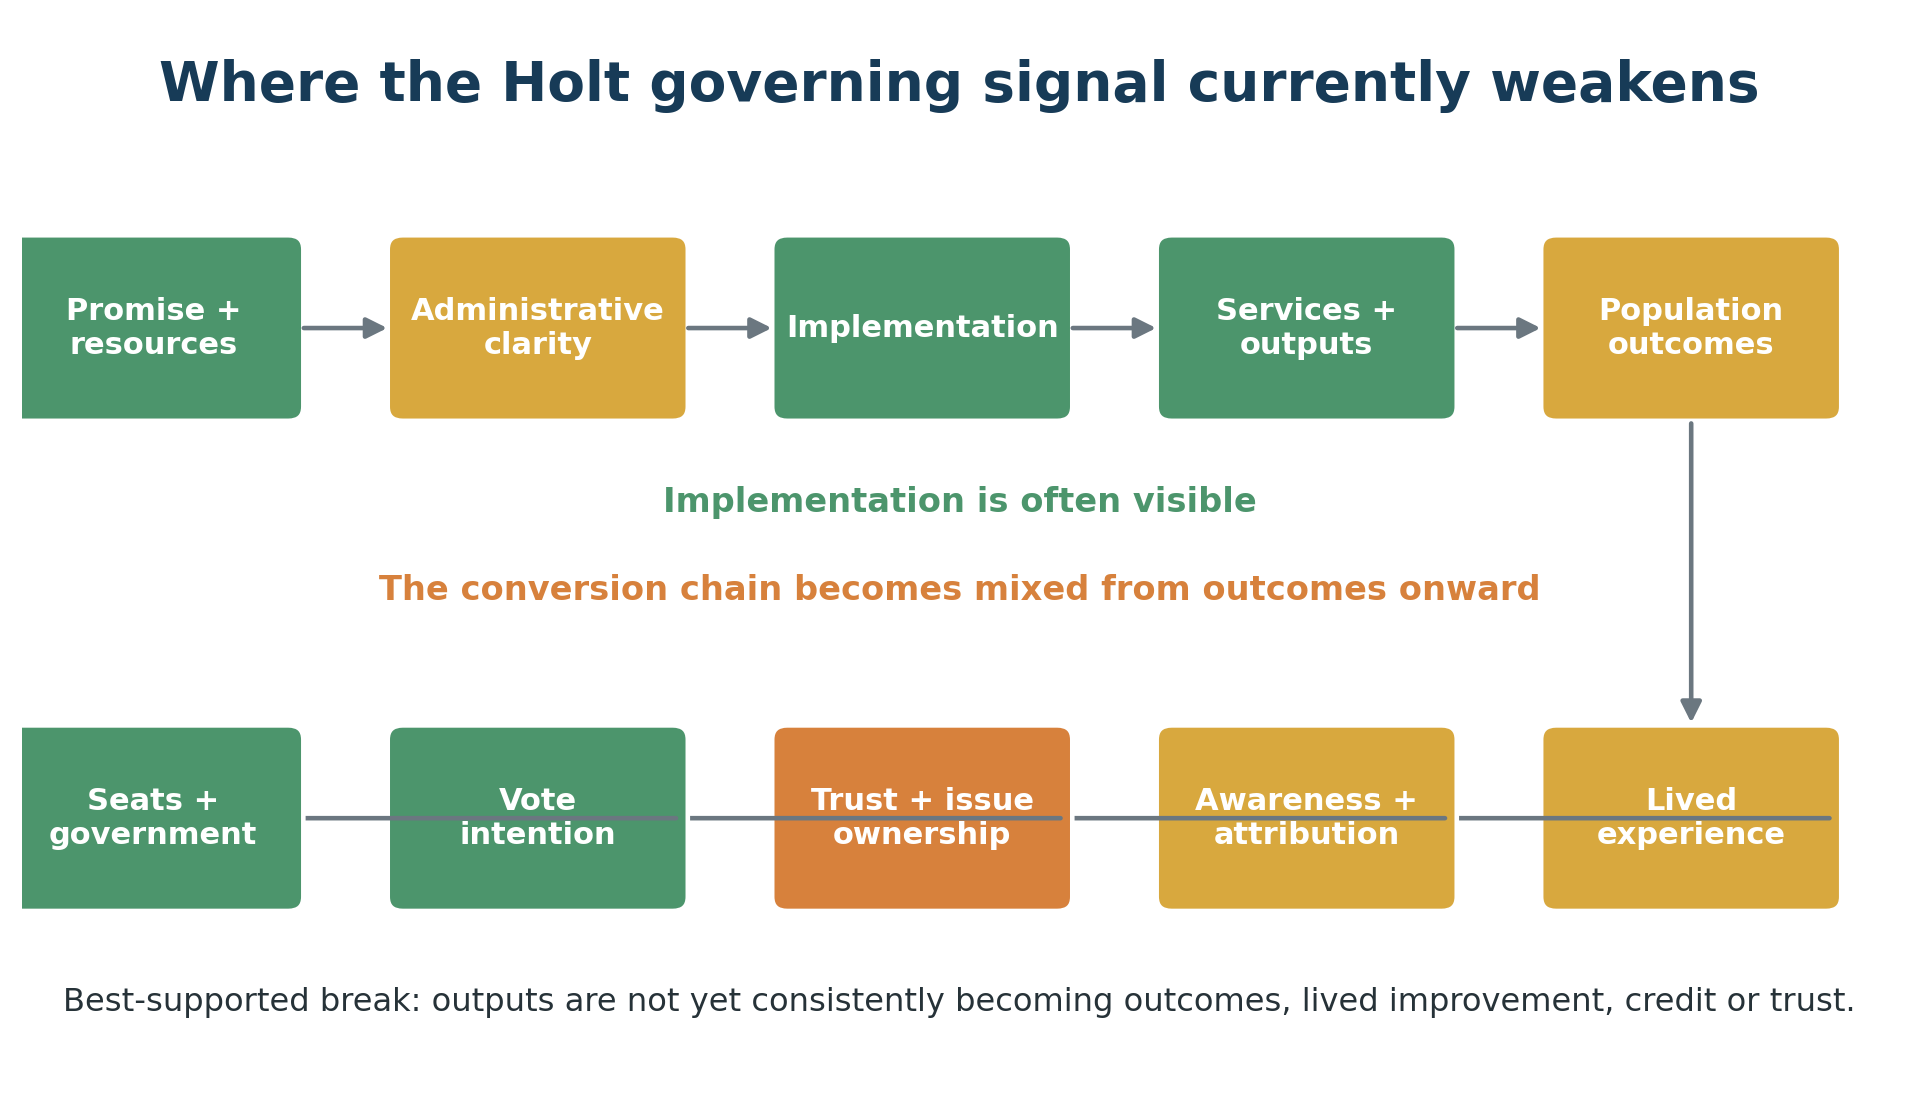 Where the Holt governing signal currently weakens
Promise +
resources
Administrative
clarity
Implementation
Services +
outputs
Population
outcomes
Implementation is often visible
The conversion chain becomes mixed from outcomes onward
Seats +
government
Vote
intention
Trust + issue
ownership
Awareness +
attribution
Lived
experience
Best-supported break: outputs are not yet consistently becoming outcomes, lived improvement, credit or trust.